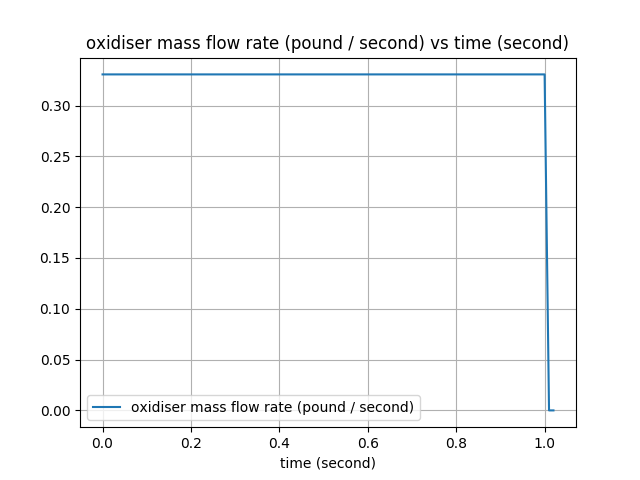 oxidiser mass flow rate (pound / second) vs time (second)
0.30
0.25
0.20
0.15
0.10
0.05
0.00
oxidiser mass flow rate (pound / second)
0.0 0.2 0.4 0.6 0.8 1.0
time (second)